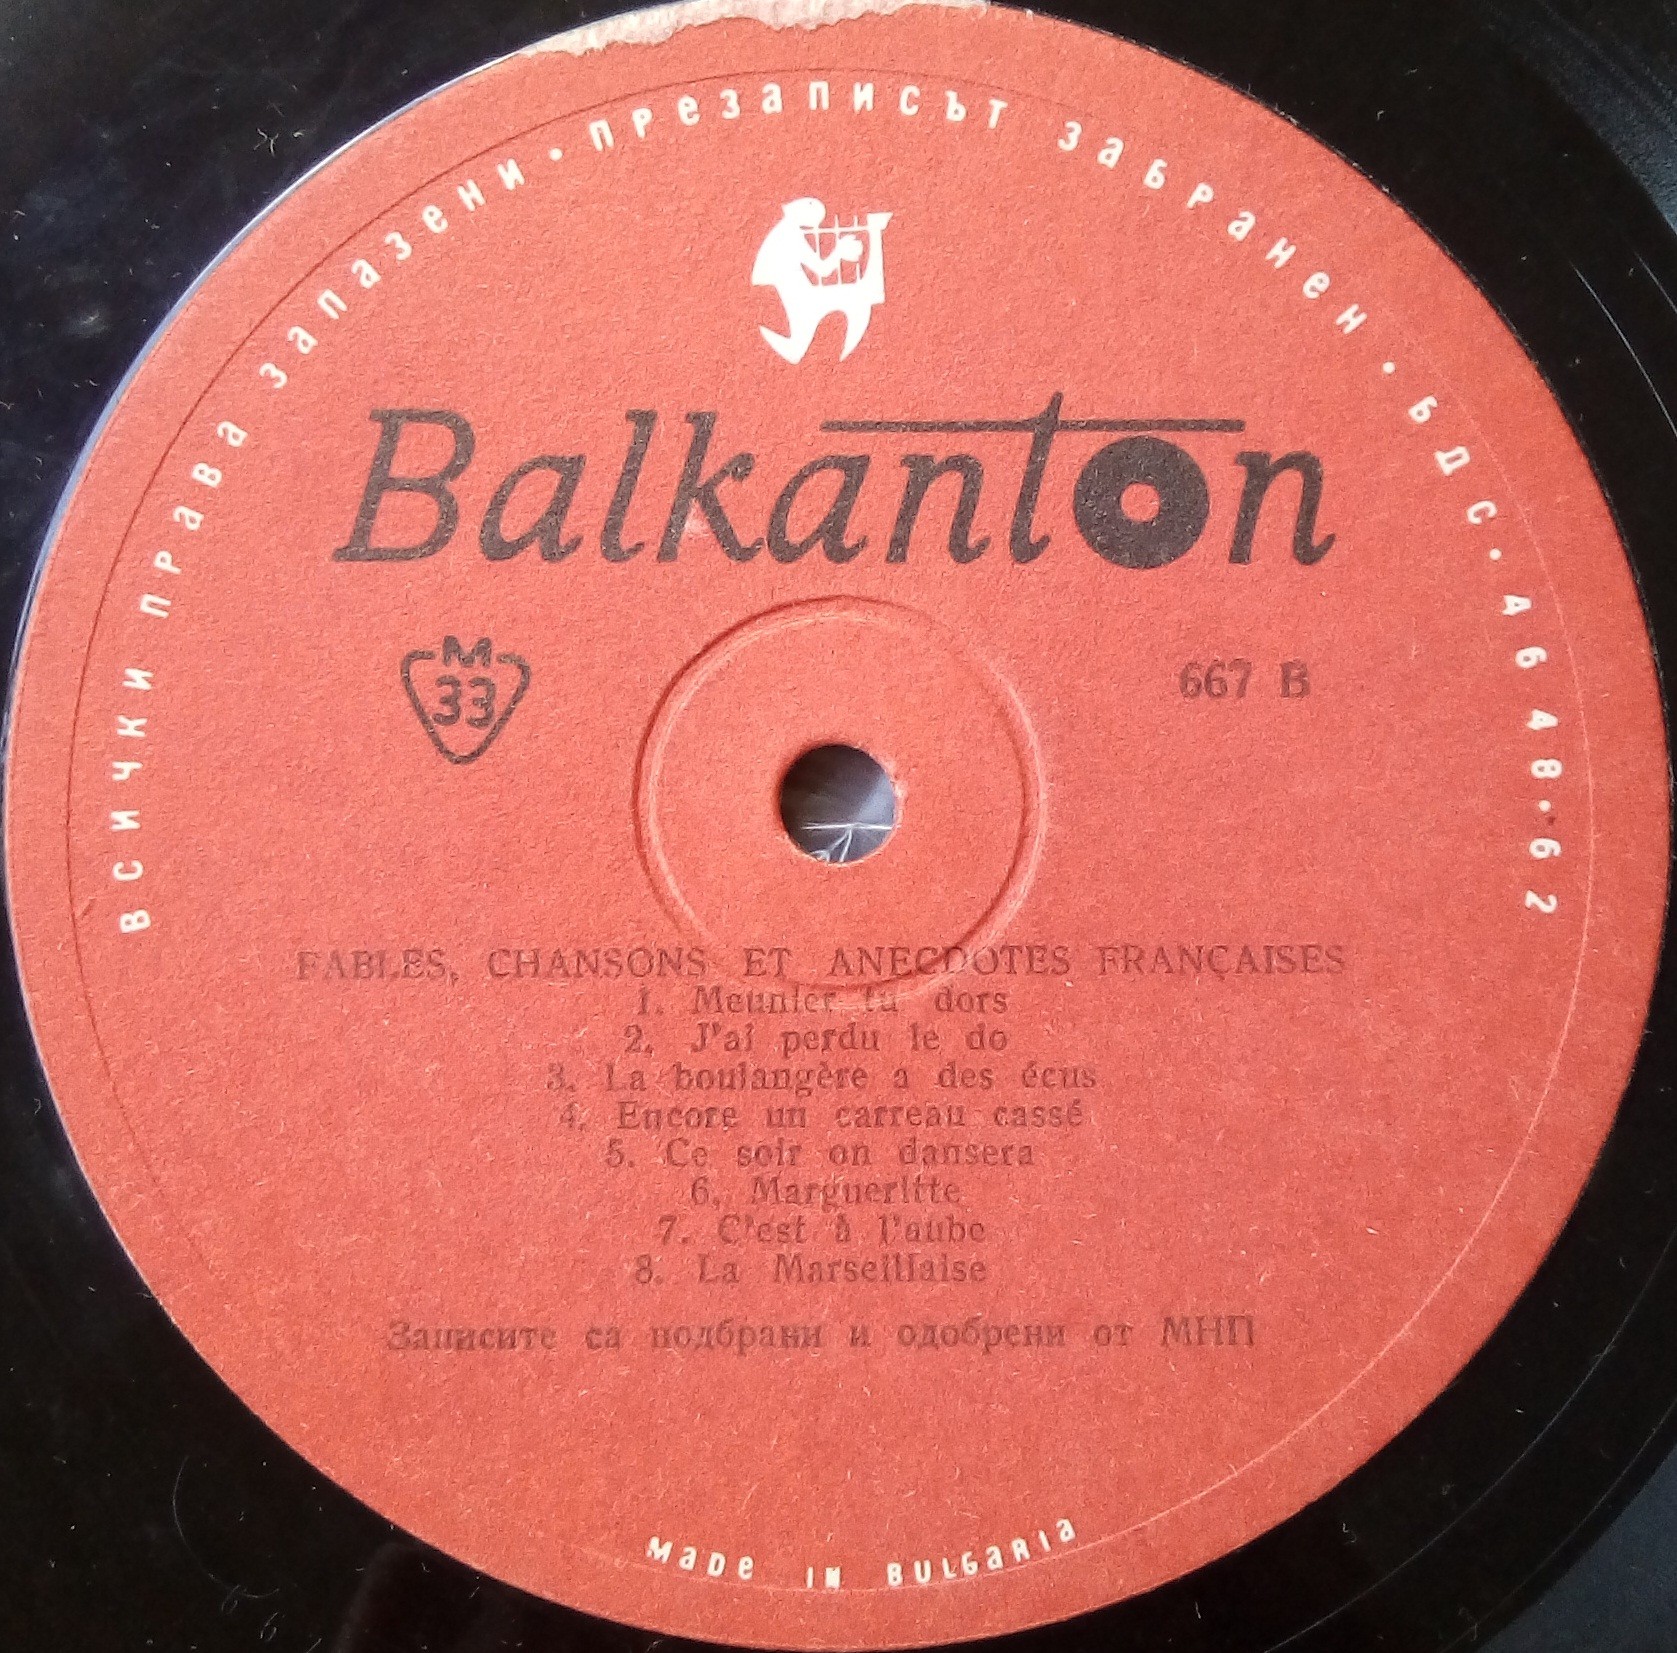 ВСИЧКИ ПРАВА ЗАПАЗЕНИ · ПРЕЗАПИСЪТ ЗАБРАНЕН · БДС · 46 48 · 62
Balkanton
М
33
667 B
FABLES, CHANSONS ET ANECDOTES FRANÇAISES
1. Meunier tu dors
2. J'ai perdu le do
3. La boulangère a des écus
4. Encore un carreau cassé
5. Ce soir on dansera
6. Margueritte
7. C'est à l'aube
8. La Marseillaise
Записите са подбрани и одобрени от МНП
MADE IN BULGARIA